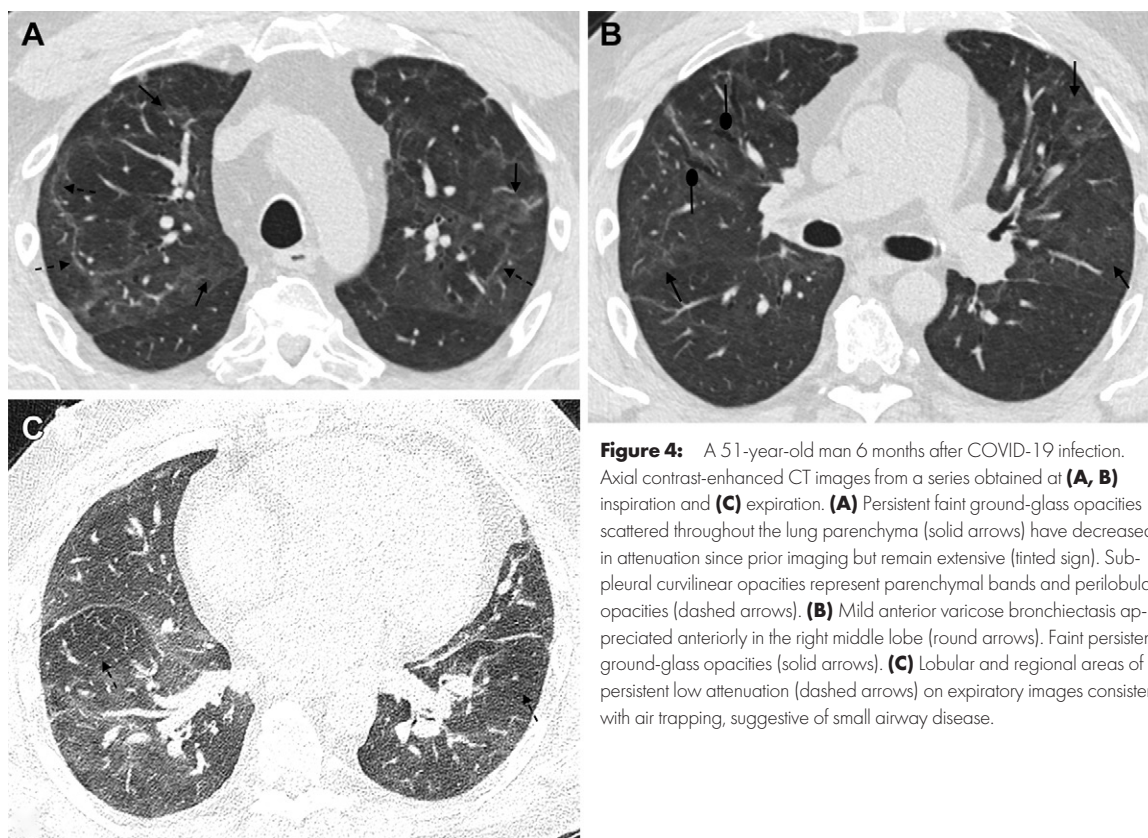 A
B
C
Figure 4: A 51-year-old man 6 months after COVID-19 infection.
Axial contrast-enhanced CT images from a series obtained at (A, B)
inspiration and (C) expiration. (A) Persistent faint ground-glass opacities
scattered throughout the lung parenchyma (solid arrows) have decreased
in attenuation since prior imaging but remain extensive (tinted sign). Sub-
pleural curvilinear opacities represent parenchymal bands and perilobular
opacities (dashed arrows). (B) Mild anterior varicose bronchiectasis ap-
preciated anteriorly in the right middle lobe (round arrows). Faint persistent
ground-glass opacities (solid arrows). (C) Lobular and regional areas of
persistent low attenuation (dashed arrows) on expiratory images consistent
with air trapping, suggestive of small airway disease.